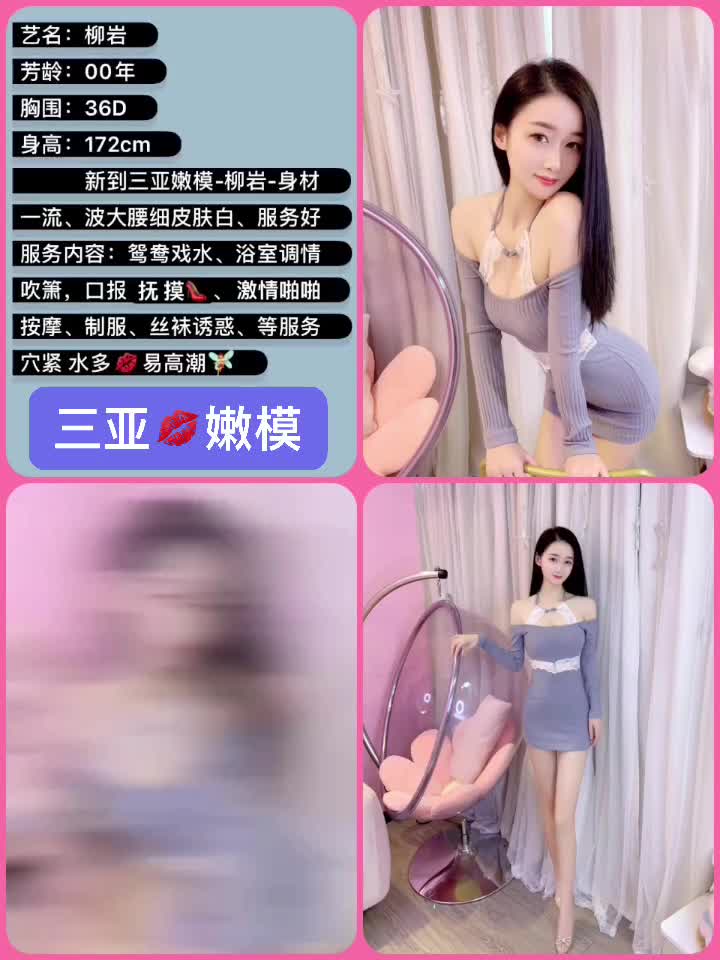 艺名：柳岩
芳龄：00年
胸围：36D
身高：172cm
新到三亚嫩模-柳岩-身材
一流、波大腰细皮肤白、服务好
服务内容：鸳鸯戏水、浴室调情
吹箫，口报 抚摸👠、激情啪啪
按摩、制服、丝袜诱惑、等服务
穴紧 水多💋易高潮🧚
三亚💋嫩模